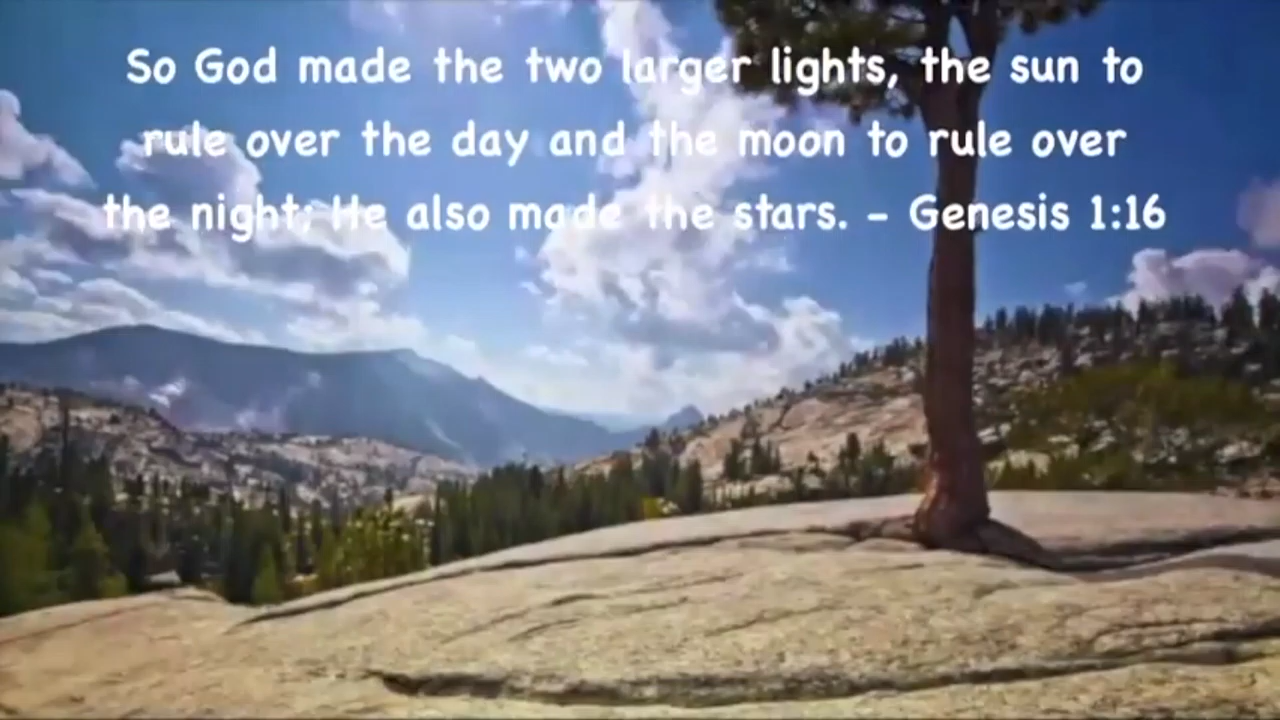 So God made the two larger lights, the sun to
rule over the day and the moon to rule over
the night; He also made the stars. - Genesis 1:16